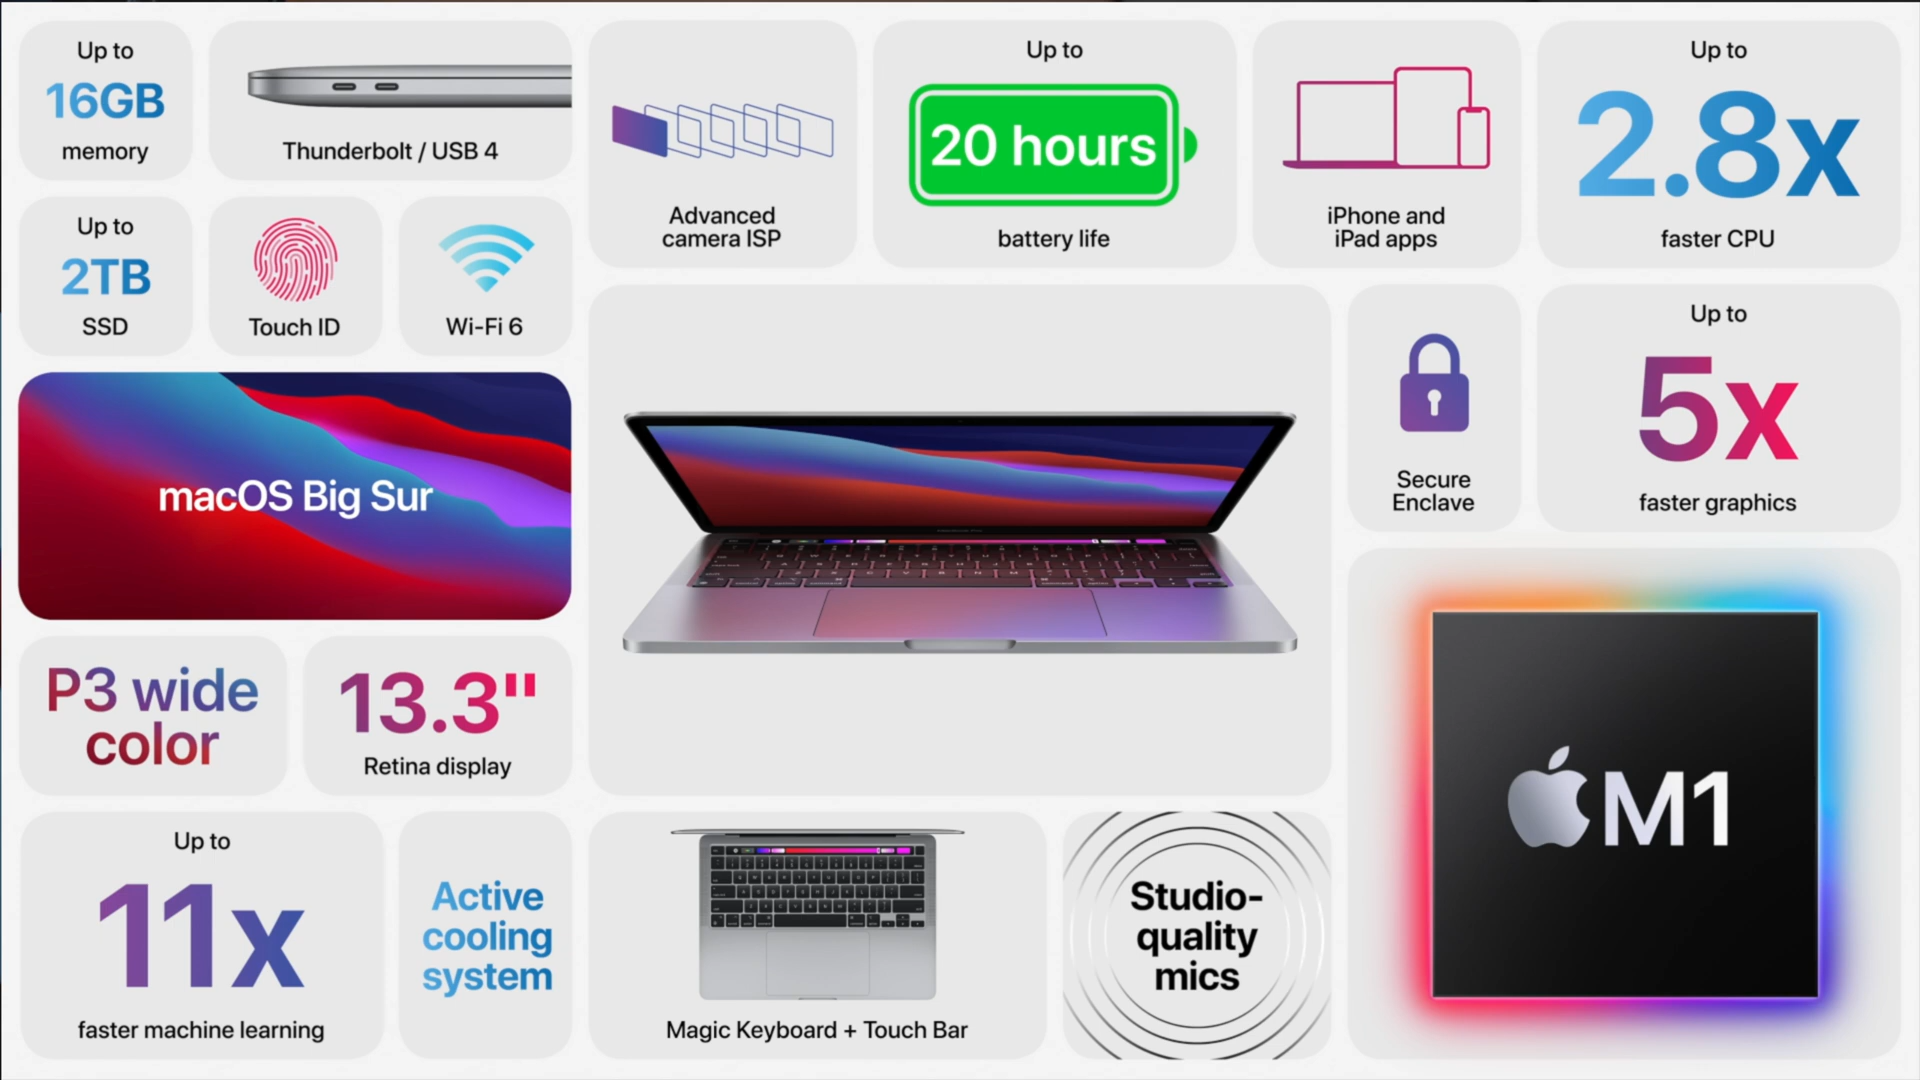 Up to
16GB
memory
Thunderbolt / USB 4
Advanced
camera ISP
Up to
20 hours
battery life
iPhone and
iPad apps
Up to
2.8x
faster CPU
Up to
2TB
SSD
Touch ID
Wi-Fi 6
macOS Big Sur
Secure
Enclave
Up to
5x
faster graphics
P3 wide
color
13.3"
Retina display
M1
Up to
11x
faster machine learning
Active
cooling
system
Magic Keyboard + Touch Bar
Studio-
quality
mics